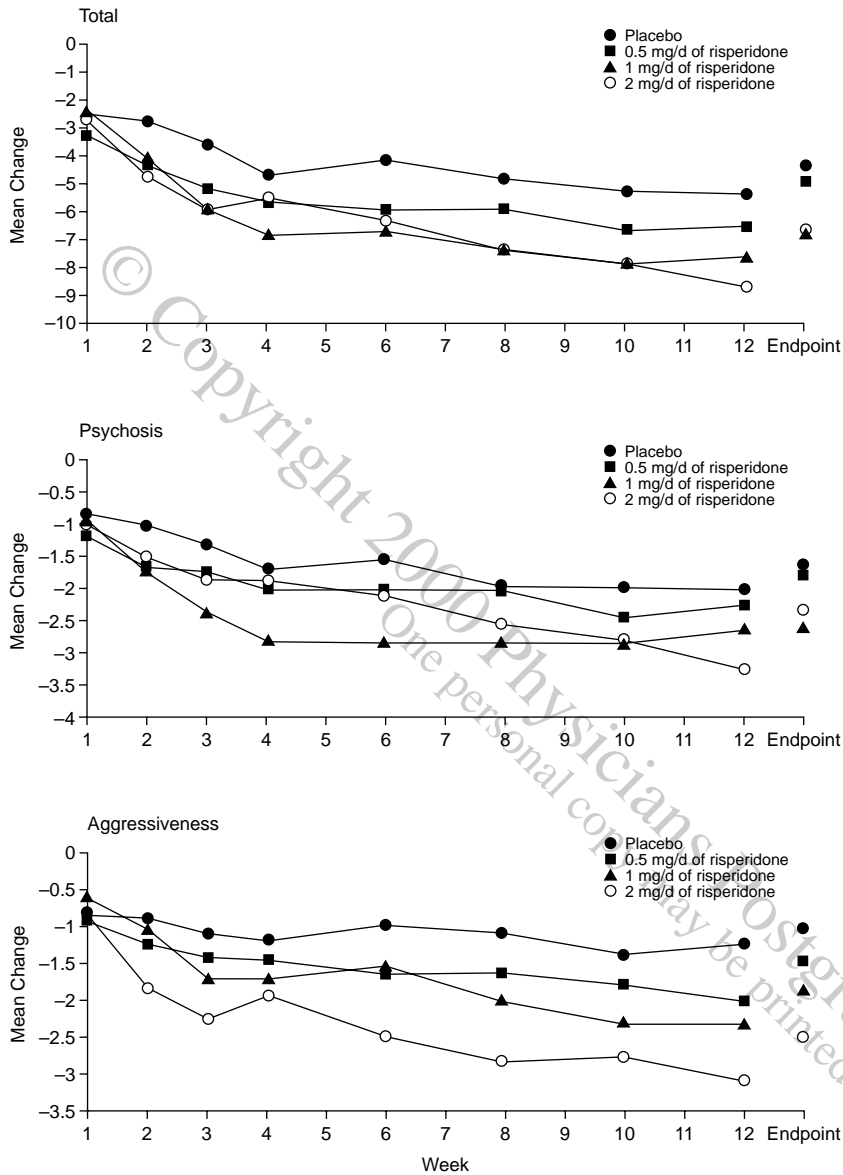 Total
Placebo
0.5 mg/d of risperidone
1 mg/d of risperidone
2 mg/d of risperidone
0
–1
–2
–3
–4
–5
–6
–7
–8
–9
–10
Mean Change
1 2 3 4 6 7 8 9 10 11 12 Endpoint
Psychosis
Placebo
0.5 mg/d of risperidone
1 mg/d of risperidone
2 mg/d of risperidone
0
–0.5
–1
–1.5
–2
–2.5
–3
–3.5
–4
Mean Change
1 2 3 4 6 7 8 9 10 11 12 Endpoint
Aggressiveness
Placebo
0.5 mg/d of risperidone
1 mg/d of risperidone
2 mg/d of risperidone
0
–0.5
–1
–1.5
–2
–2.5
–3
–3.5
Mean Change
1 2 3 4 6 7 8 9 10 11 12 Endpoint
Week
© Copyright 2000 Physicians Postgr
One personal copy may be printed